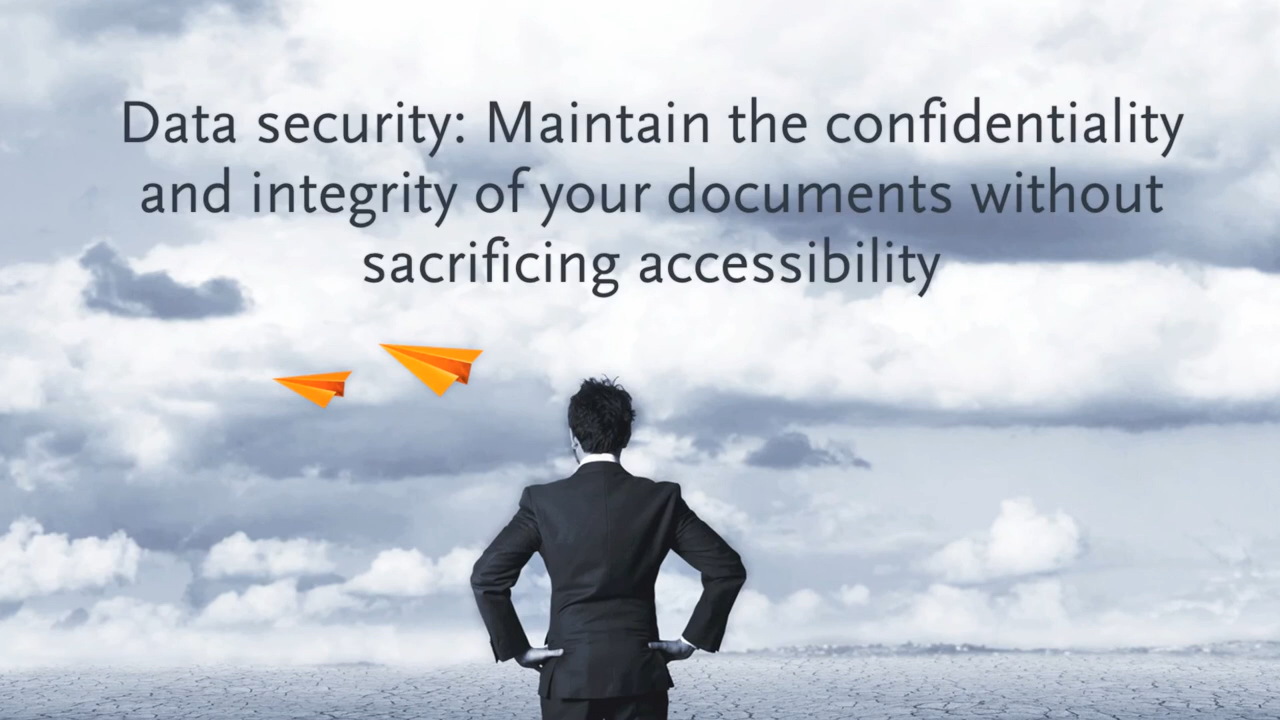 Data security: Maintain the confidentiality
and integrity of your documents without
sacrificing accessibility